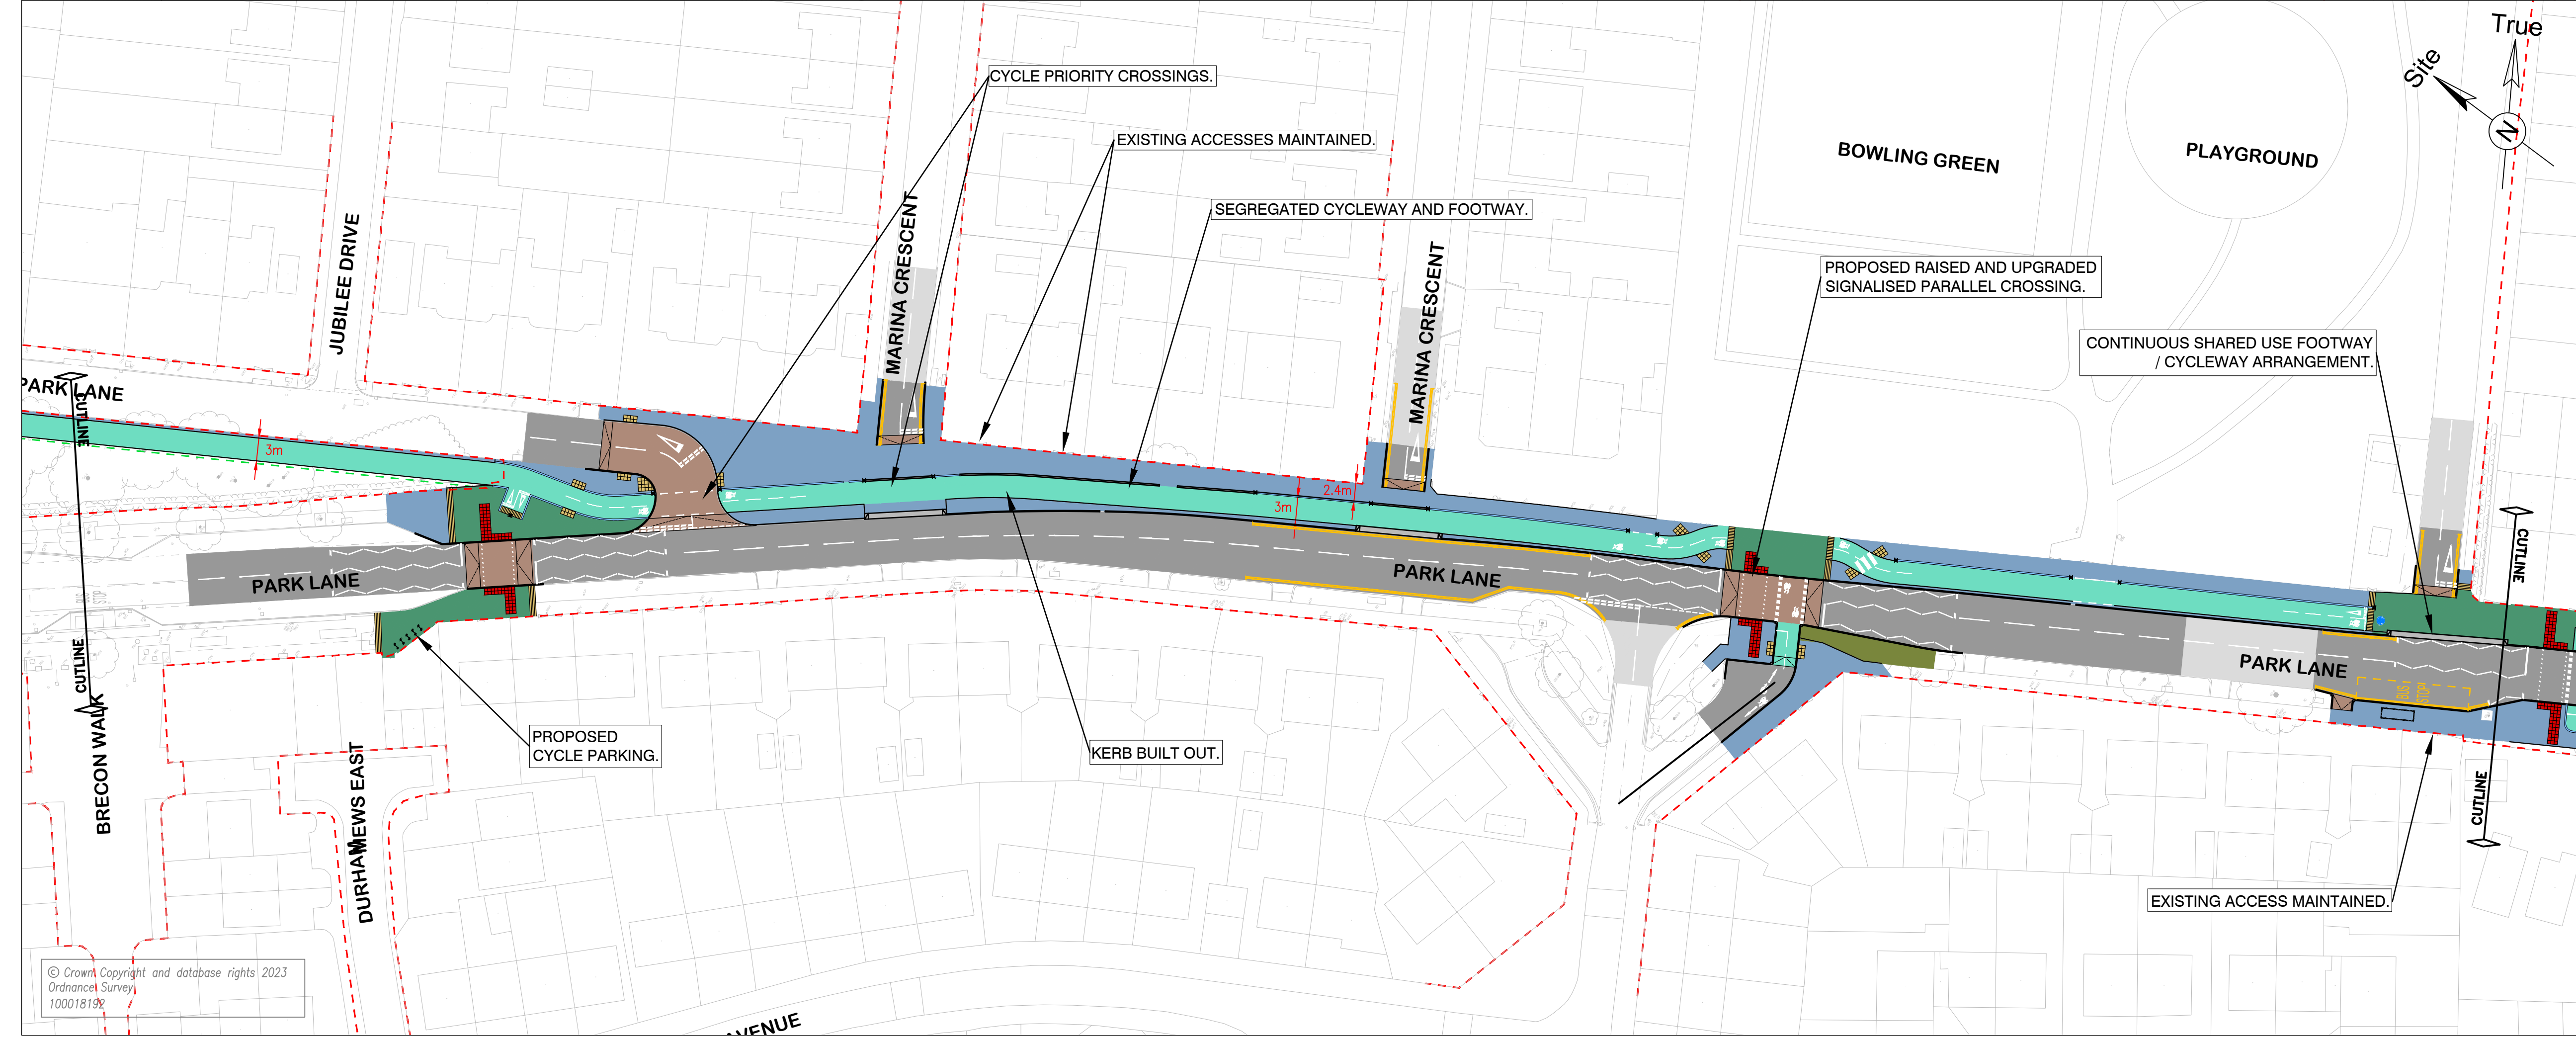 True
Site
N
CYCLE PRIORITY CROSSINGS.
EXISTING ACCESSES MAINTAINED.
SEGREGATED CYCLEWAY AND FOOTWAY.
BOWLING GREEN
PLAYGROUND
JUBILEE DRIVE
MARINA CRESCENT
MARINA CRESCENT
PROPOSED RAISED AND UPGRADED
SIGNALISED PARALLEL CROSSING.
CONTINUOUS SHARED USE FOOTWAY
/ CYCLEWAY ARRANGEMENT.
PARK LANE
CUTLINE
3m
2.4m
3m
CUTLINE
PARK LANE
PARK LANE
PARK LANE
BUS
STOP
CUTLINE
BRECON WALK
PROPOSED
CYCLE PARKING.
KERB BUILT OUT.
CUTLINE
DURHAM MEWS EAST
EXISTING ACCESS MAINTAINED.
© Crown Copyright and database rights 2023
Ordnance Survey
100018192
AVENUE